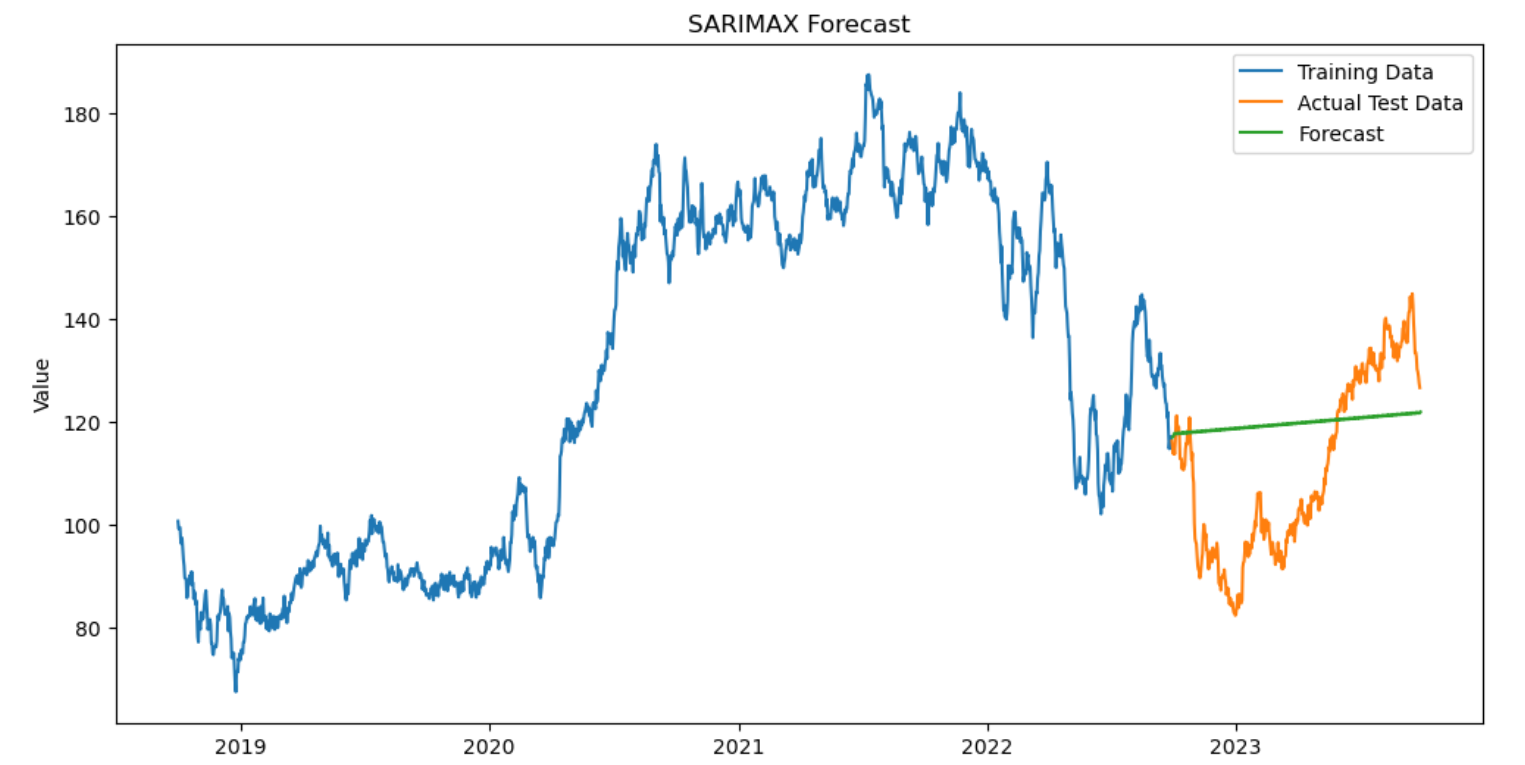 SARIMAX Forecast
Training Data
Actual Test Data
Forecast
180
160
140
120
100
80
Value
2019 2020 2021 2022 2023